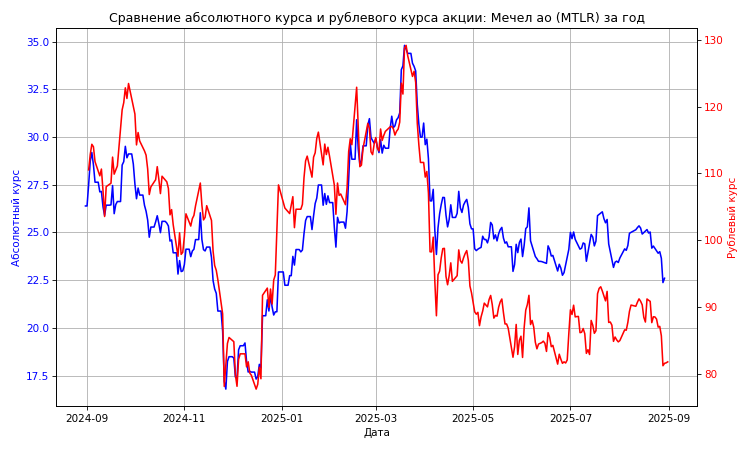 Сравнение абсолютного курса и рублевого курса акции: Мечел ао (MTLR) за год
35.0
32.5
30.0
27.5
25.0
22.5
20.0
17.5
Абсолютный курс
130
120
110
100
90
80
Рублевый курс
2024-09 2024-11 2025-01 2025-03 2025-05 2025-07 2025-09
Дата